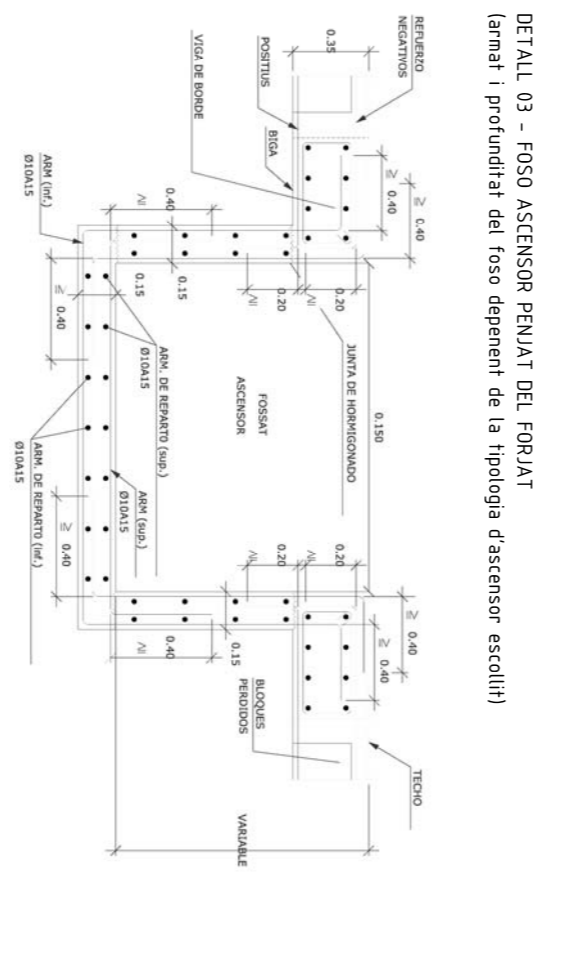 DETALL 03 - FOSO ASCENSOR PENJAT DEL FORJAT
(armat i profunditat del foso depenent de la tipologia d'ascensor escollit)
REFUERZO
NEGATIVOS
0.35
POSITIUS
BIGA
VIGA DE BORDE
≥ 0.40
≥ 0.40
0.150
≥ 0.40
≥ 0.40
TECHO
0.20
≥
0.20
≥
JUNTA DE HORMIGONADO
0.20
≥
0.20
≥
BLOQUES
PERDIDOS
FOSSAT
ASCENSOR
0.40
≥
0.15
0.15
0.40
≥
0.15
VARIABLE
ARM. DE REPARTO (sup.)
Ø10A15
ARM (sup.)
Ø10A15
ARM (inf.)
Ø10A15
≥ 0.40
≥ 0.40
ARM. DE REPARTO (inf.)
Ø10A15